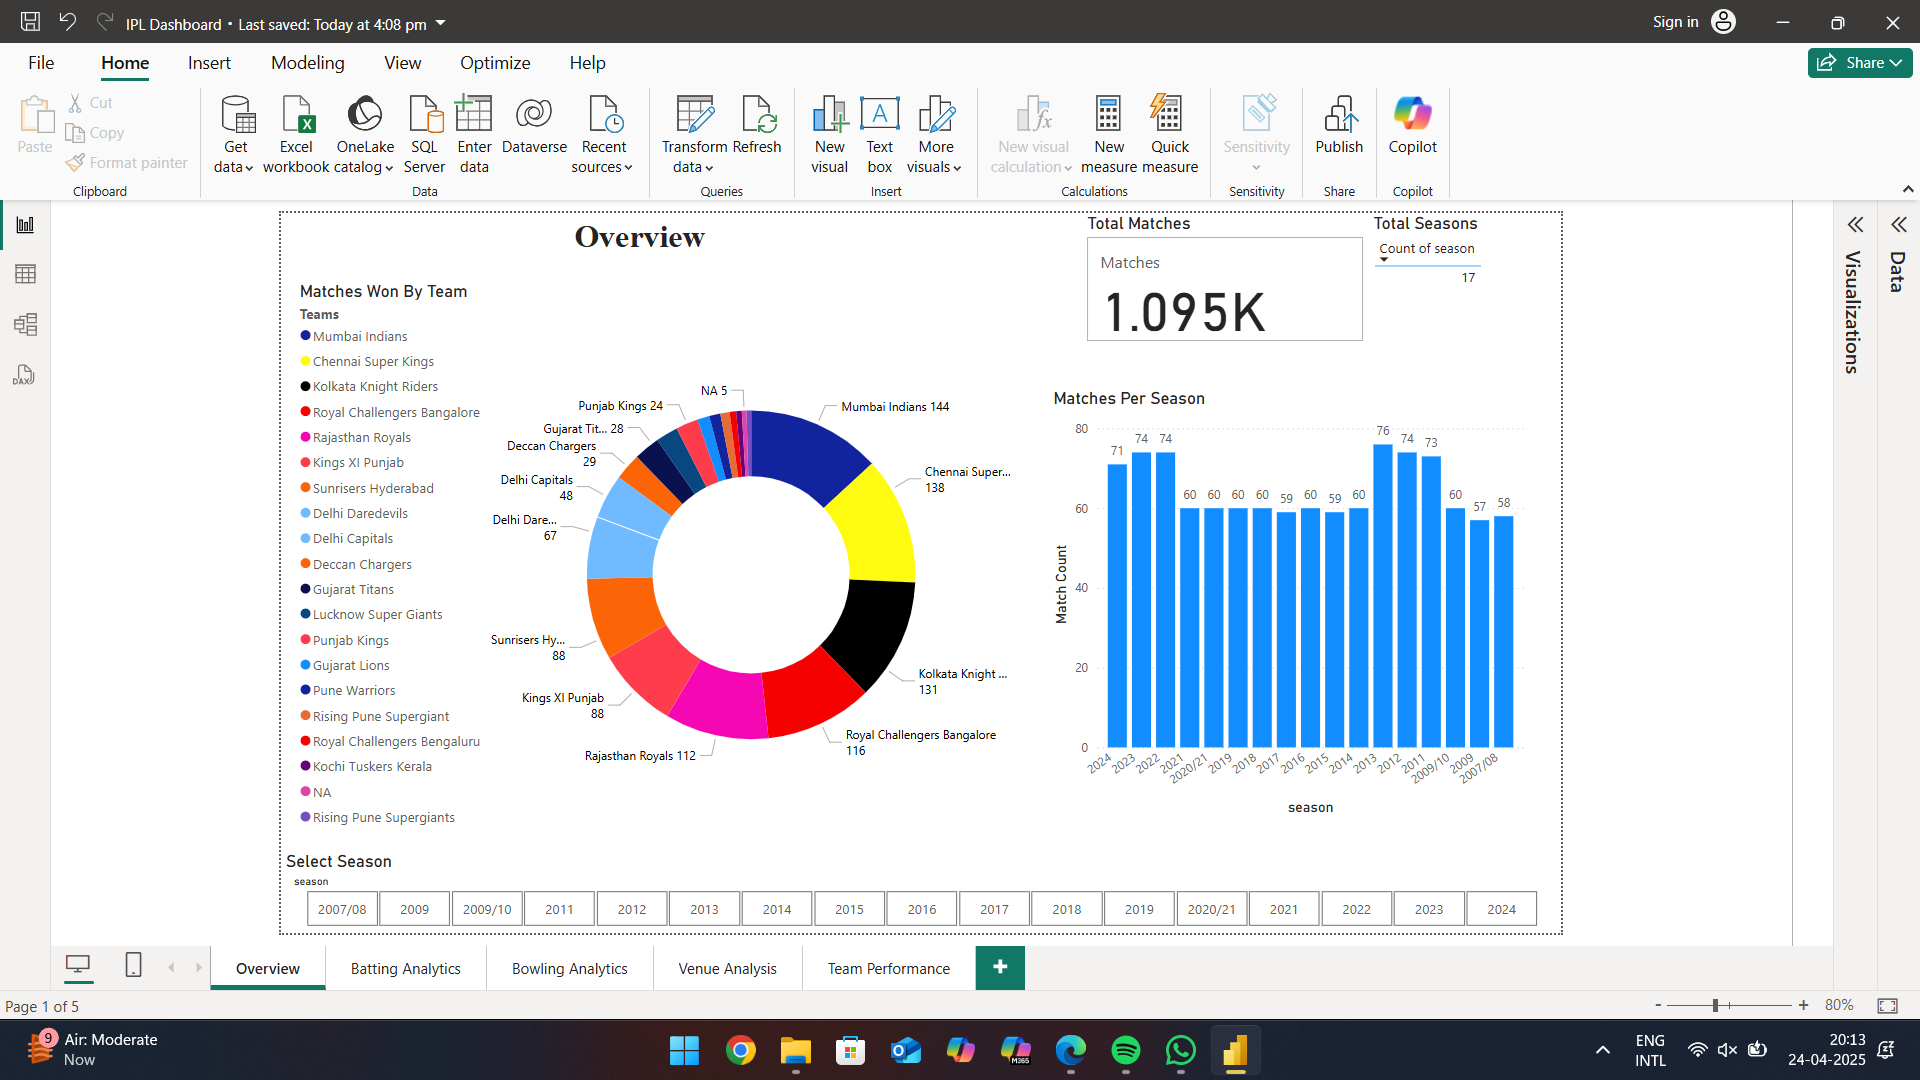 IPL Dashboard • Last saved: Today at 4:08 pm
Sign in
File Home Insert Modeling View Optimize Help
Share
Paste
Cut
Copy
Format painter
Clipboard
Get data
Excel workbook
OneLake catalog
SQL Server
Enter data
Dataverse
Recent sources
Data
Transform data
Refresh
Queries
New visual
Text box
More visuals
Insert
New visual calculation
New measure
Quick measure
Calculations
Sensitivity
Sensitivity
Publish
Share
Copilot
Copilot
Overview
Total Matches
Matches
1.095K
Total Seasons
Count of season
17
Visualizations
Data
Matches Won By Team
Teams
Mumbai Indians
Chennai Super Kings
Kolkata Knight Riders
Royal Challengers Bangalore
Rajasthan Royals
Kings XI Punjab
Sunrisers Hyderabad
Delhi Daredevils
Delhi Capitals
Deccan Chargers
Gujarat Titans
Lucknow Super Giants
Punjab Kings
Gujarat Lions
Pune Warriors
Rising Pune Supergiant
Royal Challengers Bengaluru
Kochi Tuskers Kerala
NA
Rising Pune Supergiants
NA 5
Punjab Kings 24
Gujarat Tit... 28
Deccan Chargers
29
Delhi Capitals
48
Delhi Dare...
67
Sunrisers Hy...
88
Kings XI Punjab
88
Rajasthan Royals 112
Mumbai Indians 144
Chennai Super...
138
Kolkata Knight ...
131
Royal Challengers Bangalore
116
Matches Per Season
Match Count
80
60
40
20
0
71 74 74 60 60 60 60 59 60 59 60 76 74 73 60 57 58
2024 2023 2022 2021 2020/21 2019 2018 2017 2016 2015 2014 2013 2012 2011 2009/10 2009 2007/08
season
Select Season
season
2007/08 2009 2009/10 2011 2012 2013 2014 2015 2016 2017 2018 2019 2020/21 2021 2022 2023 2024
Overview Batting Analytics Bowling Analytics Venue Analysis Team Performance +
Page 1 of 5
- + 80%
9
Air: Moderate
Now
M365
ENG
INTL
20:13
24-04-2025
DAX